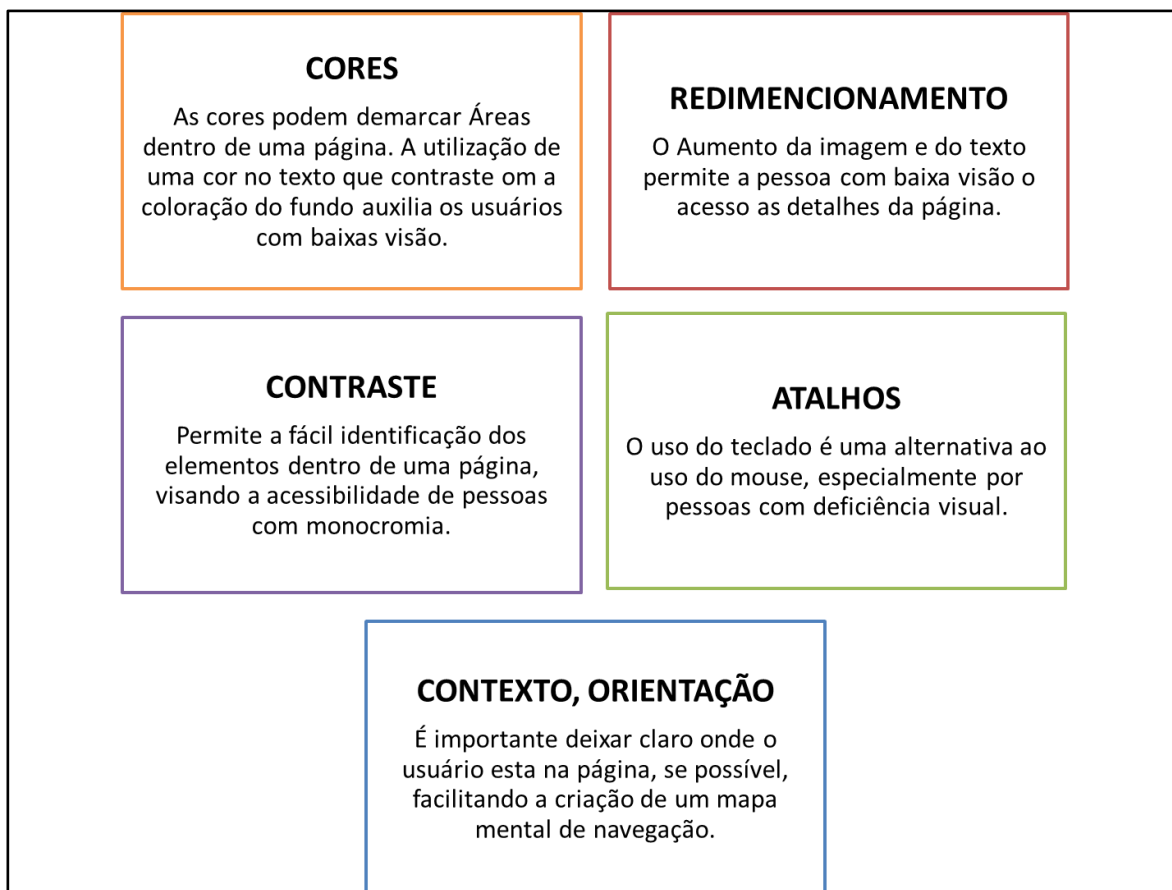 CORES
As cores podem demarcar Áreas
dentro de uma página. A utilização de
uma cor no texto que contraste om a
coloração do fundo auxilia os usuários
com baixas visão.
REDIMENCIONAMENTO
O Aumento da imagem e do texto
permite a pessoa com baixa visão o
acesso as detalhes da página.
CONTRASTE
Permite a fácil identificação dos
elementos dentro de uma página,
visando a acessibilidade de pessoas
com monocromia.
ATALHOS
O uso do teclado é uma alternativa ao
uso do mouse, especialmente por
pessoas com deficiência visual.
CONTEXTO, ORIENTAÇÃO
É importante deixar claro onde o
usuário esta na página, se possível,
facilitando a criação de um mapa
mental de navegação.